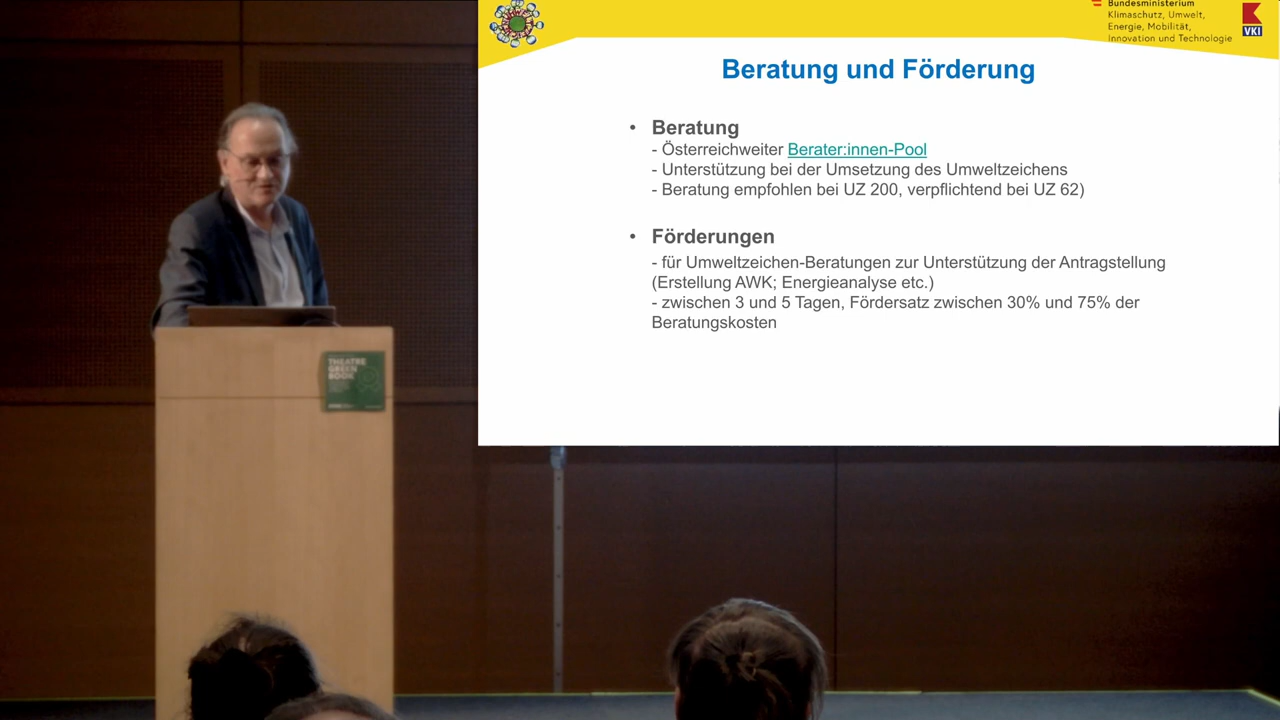 Bundesministerium
Klimaschutz, Umwelt,
Energie, Mobilität,
Innovation und Technologie
VKI
Beratung und Förderung
• Beratung
- Österreichweiter Berater:innen-Pool
- Unterstützung bei der Umsetzung des Umweltzeichens
- Beratung empfohlen bei UZ 200, verpflichtend bei UZ 62)
• Förderungen
- für Umweltzeichen-Beratungen zur Unterstützung der Antragstellung
(Erstellung AWK; Energieanalyse etc.)
- zwischen 3 und 5 Tagen, Fördersatz zwischen 30% und 75% der
Beratungskosten
THEATRE
GREEN
BOOK